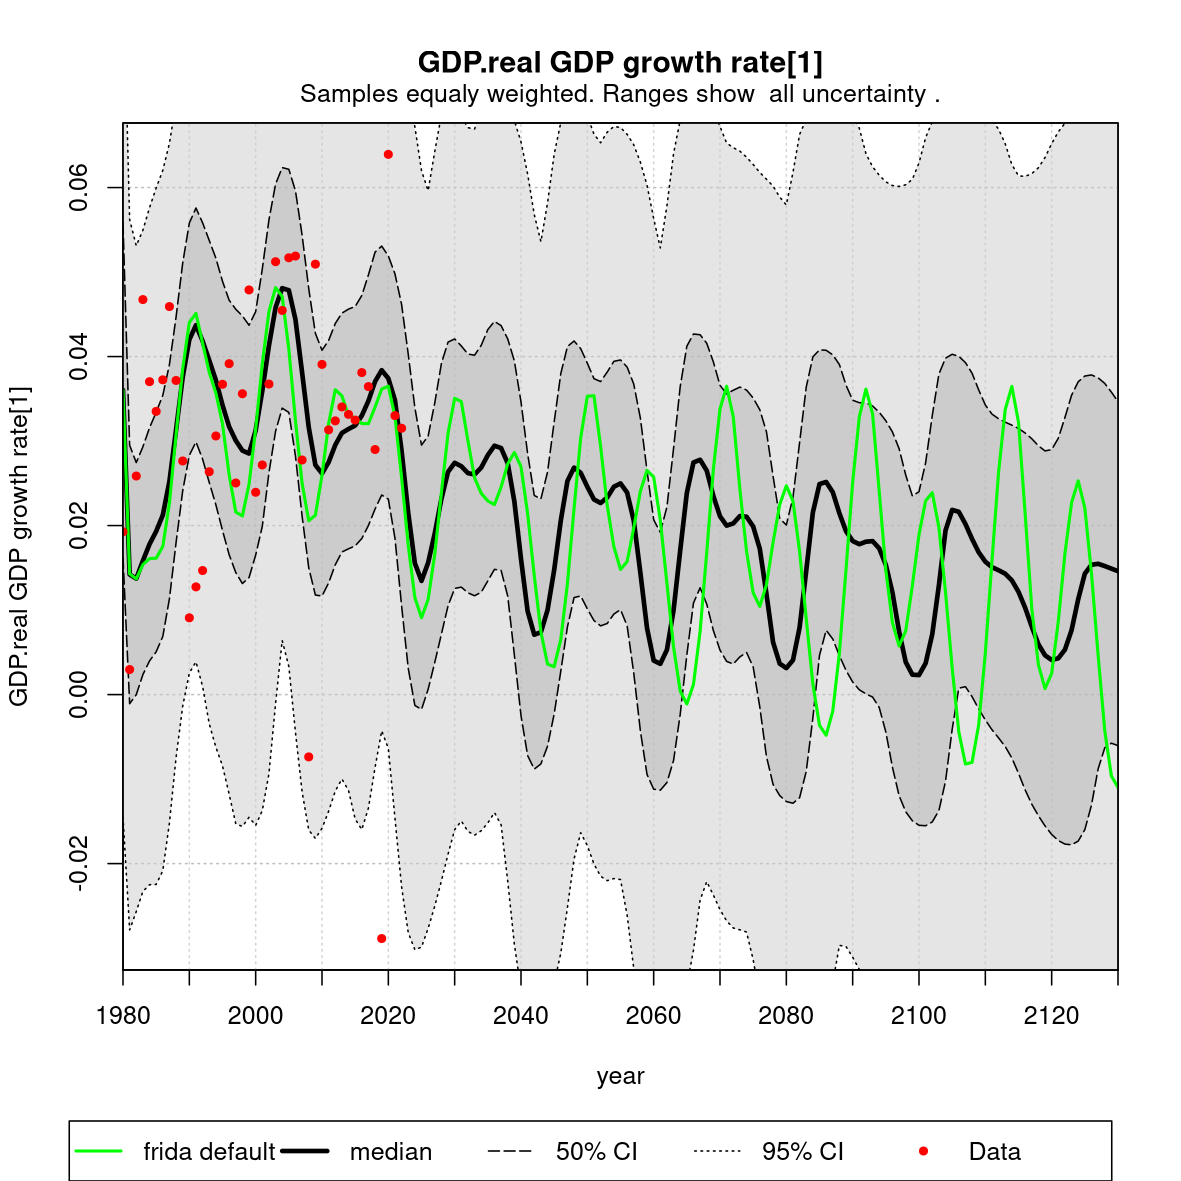 GDP.real GDP growth rate[1]
Samples equaly weighted. Ranges show  all uncertainty .
GDP.real GDP growth rate[1]
0.06
0.04
0.02
0.00
-0.02
1980 2000 2020 2040 2060 2080 2100 2120
year
frida default median 50% CI 95% CI Data